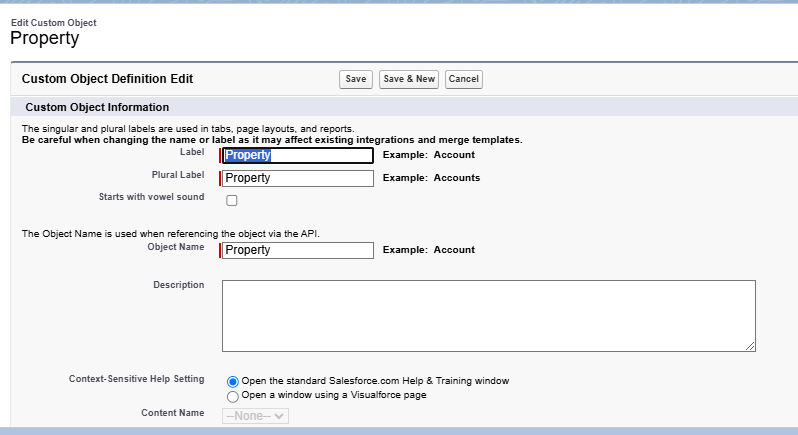 Edit Custom Object
Property
Custom Object Definition Edit
Save
Save & New
Cancel
Custom Object Information
The singular and plural labels are used in tabs, page layouts, and reports.
Be careful when changing the name or label as it may affect existing integrations and merge templates.
Label Property Example: Account
Plural Label Property Example: Accounts
Starts with vowel sound
The Object Name is used when referencing the object via the API.
Object Name Property Example: Account
Description
Context-Sensitive Help Setting Open the standard Salesforce.com Help & Training window
Open a window using a Visualforce page
Content Name --None--